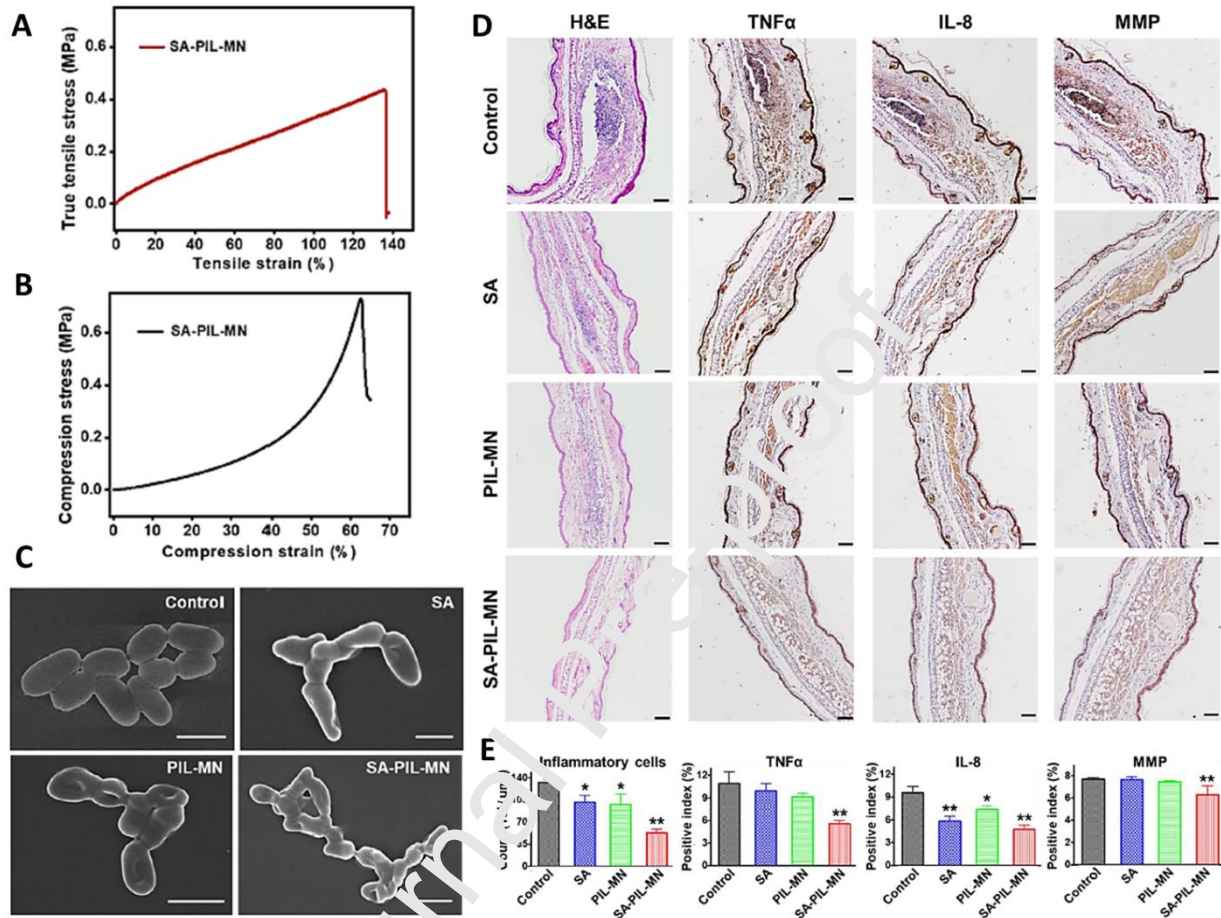 A
True tensile stress (MPa)
0.6
0.4
0.2
0.0
SA-PIL-MN
0 20 40 60 80 100 120 140
Tensile strain (%)
B
Compression stress (MPa)
0.6
0.4
0.2
0.0
SA-PIL-MN
0 10 20 30 40 50 60 70
Compression strain (%)
C
Control
SA
PIL-MN
SA-PIL-MN
D
H&E TNFα IL-8 MMP
Control
SA
PIL-MN
SA-PIL-MN
E
Inflammatory cells
140
105
70
35
0
* * **
Control SA PIL-MN SA-PIL-MN
TNFα
Positive index (%)
12
9
6
3
0
**
Control SA PIL-MN SA-PIL-MN
IL-8
Positive index (%)
12
9
6
3
0
** * **
Control SA PIL-MN SA-PIL-MN
MMP
Positive index (%)
8
6
4
2
0
**
Control SA PIL-MN SA-PIL-MN